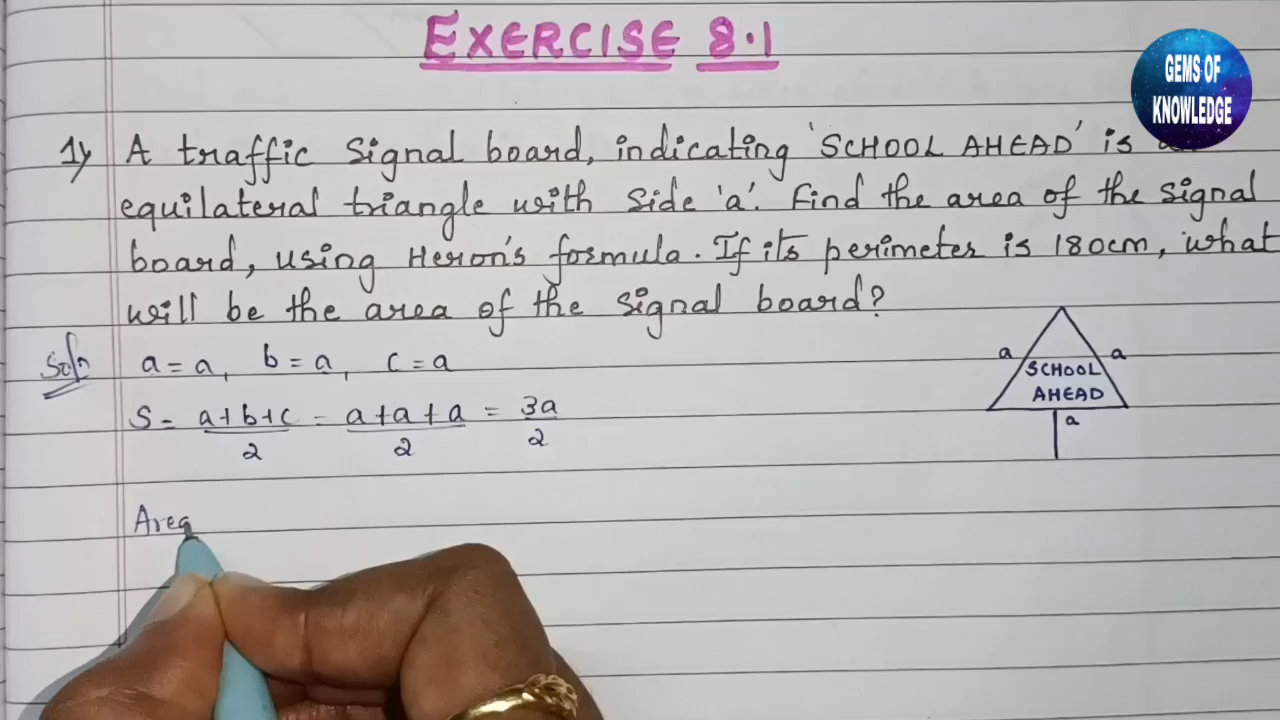 EXERCISE 8.1
GEMS OF
KNOWLEDGE
1) A traffic signal board, indicating 'SCHOOL AHEAD' is
equilateral triangle with side 'a'. Find the area of the signal
board, using Heron's formula. If its perimeter is 180cm, what
will be the area of the signal board?
Soln a = a, b = a, c = a
S = a+b+c/2 = a+a+a/2 = 3a/2
Area
a a
SCHOOL
AHEAD
a